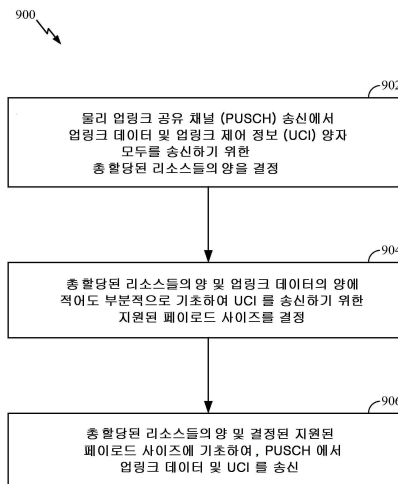 900
902
물리 업링크 공유 채널 (PUSCH) 송신에서
업링크 데이터 및 업링크 제어 정보 (UCI) 양자
모두를 송신하기 위한
총 할당된 리소스들의 양을 결정
904
총 할당된 리소스들의 양 및 업링크 데이터의 양에
적어도 부분적으로 기초하여 UCI 를 송신하기 위한
지원된 페이로드 사이즈를 결정
906
총 할당된 리소스들의 양 및 결정된 지원된
페이로드 사이즈에 기초하여, PUSCH 에서
업링크 데이터 및 UCI 를 송신